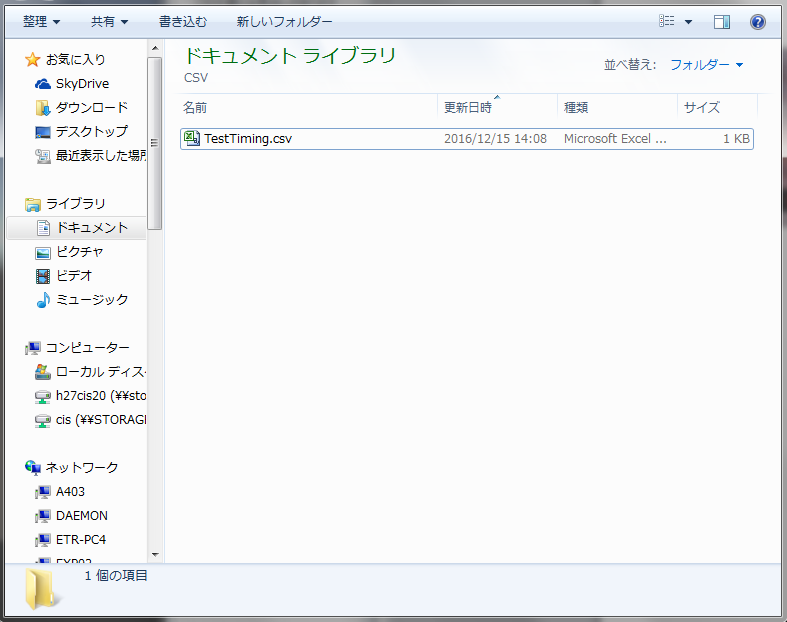 整理 共有 書き込む 新しいフォルダー
お気に入り
SkyDrive
ダウンロード
デスクトップ
最近表示した場所
ライブラリ
ドキュメント
ピクチャ
ビデオ
ミュージック
コンピューター
ローカル ディス
h27cis20 (¥¥sto
cis (¥¥STORAG
ネットワーク
A403
DAEMON
ETR-PC4
EXP02
ドキュメント ライブラリ
CSV
並べ替え: フォルダー
名前 更新日時 種類 サイズ
TestTiming.csv 2016/12/15 14:08 Microsoft Excel ... 1 KB
1 個の項目